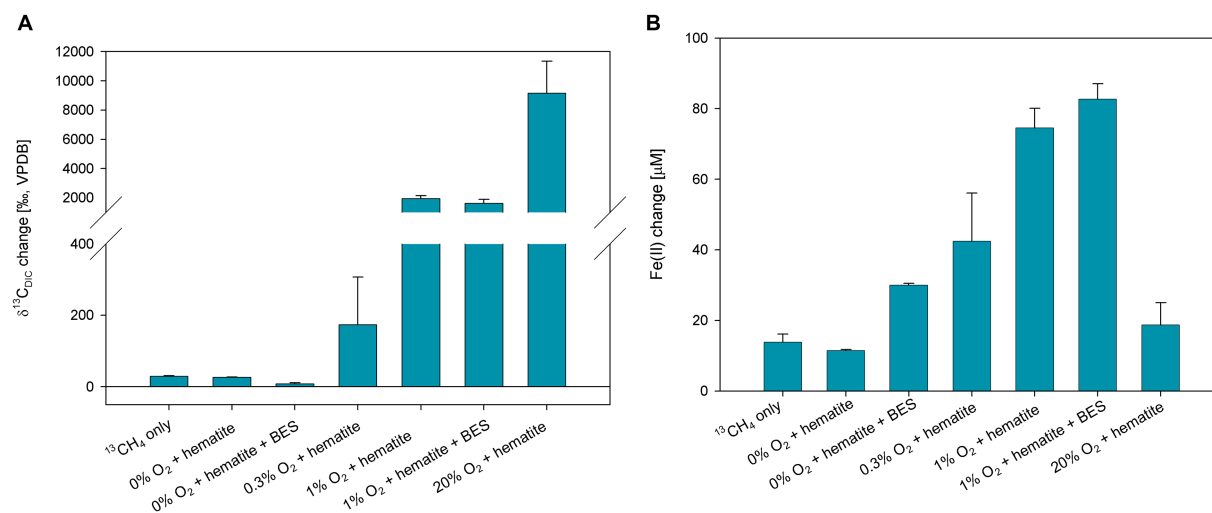 A
δ¹³C_DIC change [‰, VPDB]
12000
10000
8000
6000
4000
2000
400
200
0
¹³CH₄ only
0% O₂ + hematite
0% O₂ + hematite + BES
0.3% O₂ + hematite
1% O₂ + hematite
1% O₂ + hematite + BES
20% O₂ + hematite
B
Fe(II) change [µM]
100
80
60
40
20
0
¹³CH₄ only
0% O₂ + hematite
0% O₂ + hematite + BES
0.3% O₂ + hematite
1% O₂ + hematite
1% O₂ + hematite + BES
20% O₂ + hematite